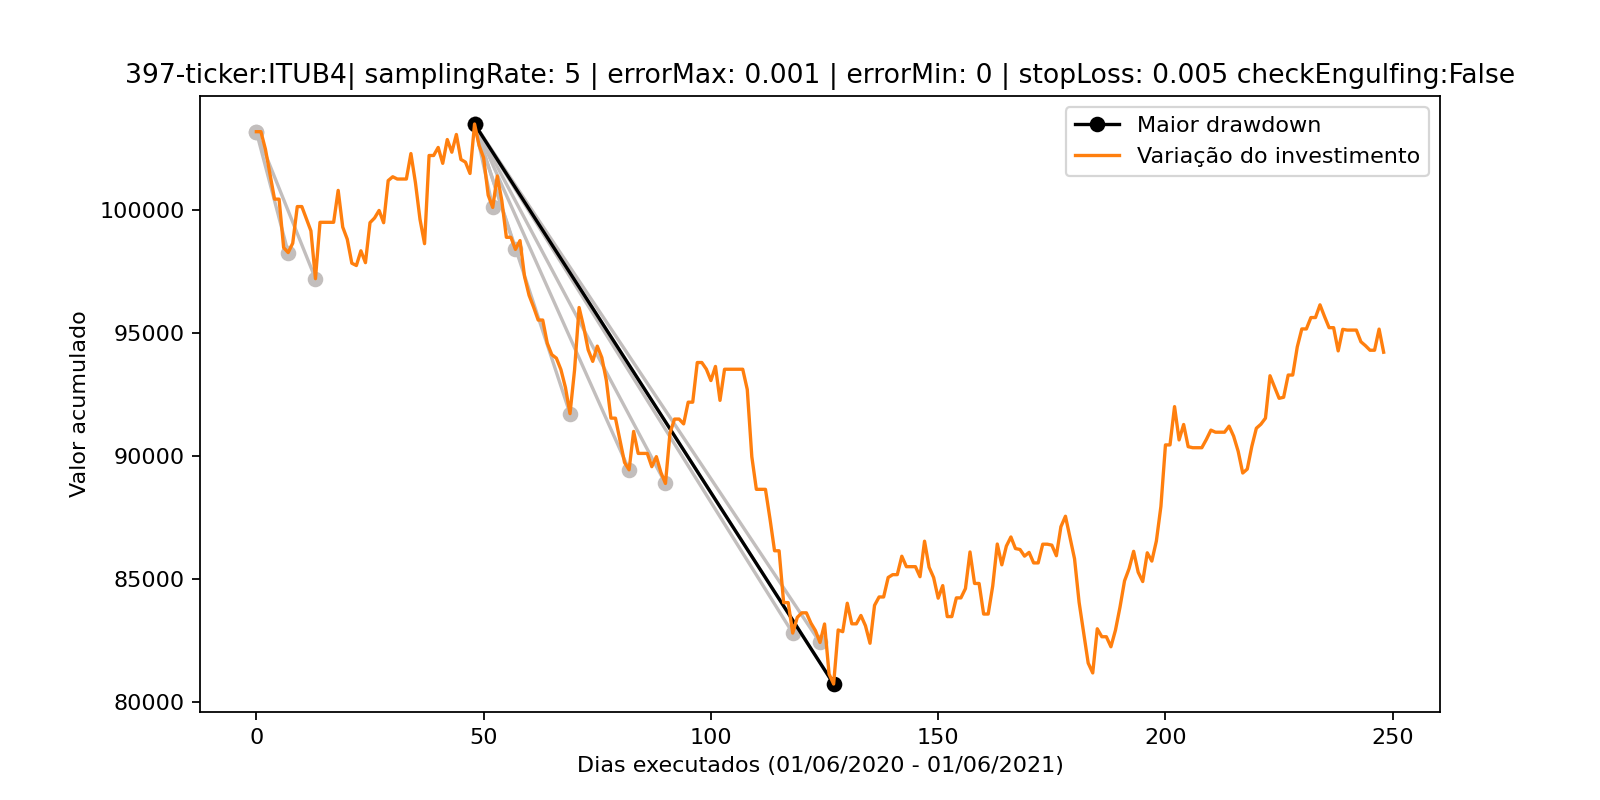 397-ticker:ITUB4| samplingRate: 5 | errorMax: 0.001 | errorMin: 0 | stopLoss: 0.005 checkEngulfing:False
Maior drawdown
Variação do investimento
Valor acumulado
100000
95000
90000
85000
80000
0 50 100 150 200 250
Dias executados (01/06/2020 - 01/06/2021)